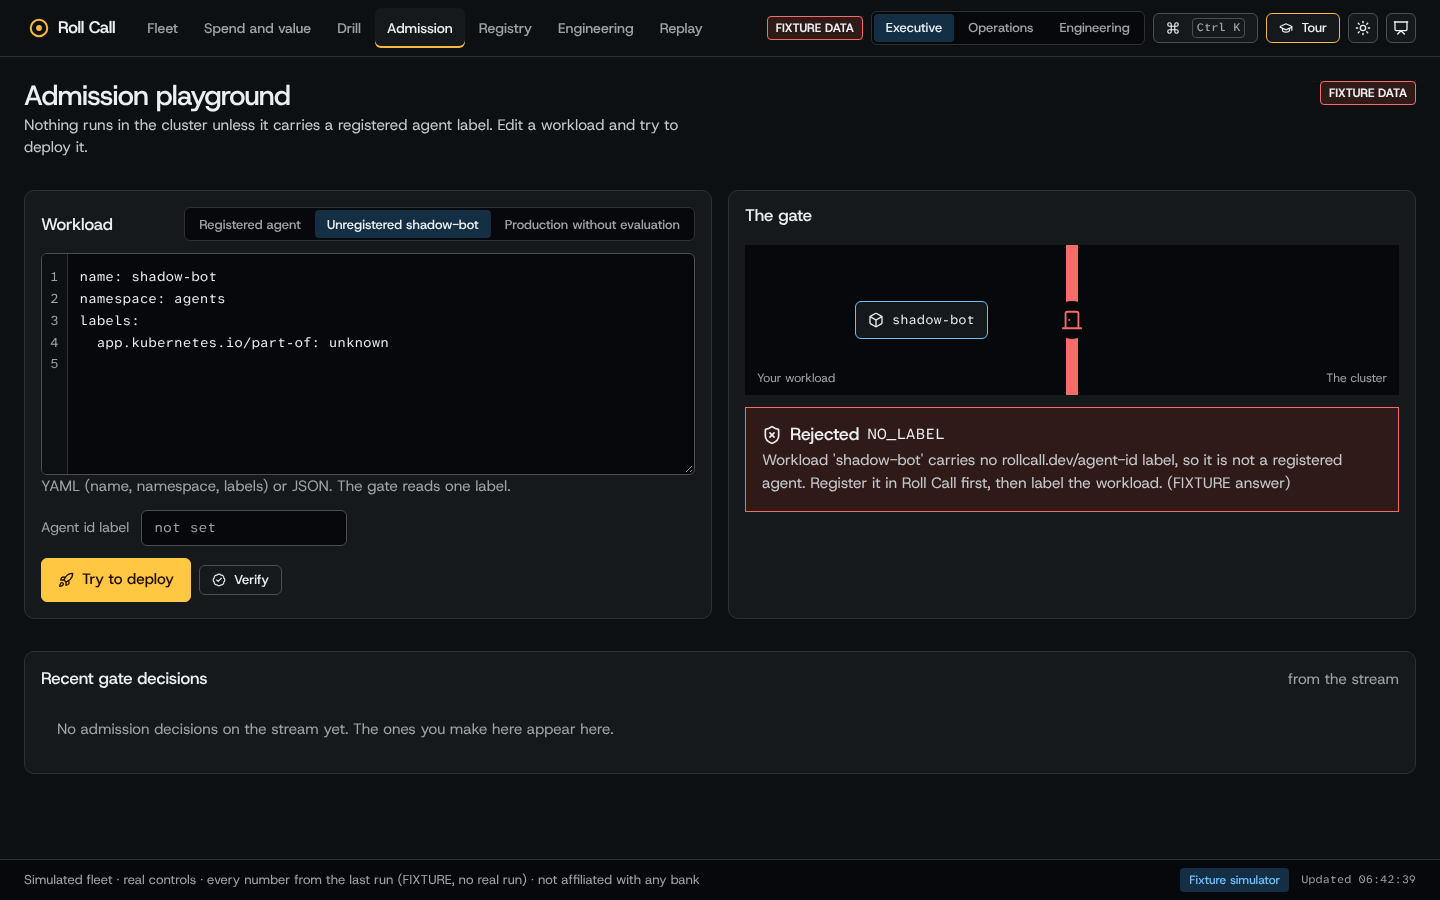 Roll Call
Fleet
Spend and value
Drill
Admission
Registry
Engineering
Replay
FIXTURE DATA
Executive
Operations
Engineering
⌘ Ctrl K
Tour
Admission playground
FIXTURE DATA
Nothing runs in the cluster unless it carries a registered agent label. Edit a workload and try to
deploy it.
Workload
Registered agent
Unregistered shadow-bot
Production without evaluation
1 name: shadow-bot
2 namespace: agents
3 labels:
4   app.kubernetes.io/part-of: unknown
5
YAML (name, namespace, labels) or JSON. The gate reads one label.
Agent id label
not set
Try to deploy
Verify
The gate
shadow-bot
Your workload
The cluster
Rejected NO_LABEL
Workload 'shadow-bot' carries no rollcall.dev/agent-id label, so it is not a registered
agent. Register it in Roll Call first, then label the workload. (FIXTURE answer)
Recent gate decisions
from the stream
No admission decisions on the stream yet. The ones you make here appear here.
Simulated fleet · real controls · every number from the last run (FIXTURE, no real run) · not affiliated with any bank
Fixture simulator
Updated 06:42:39